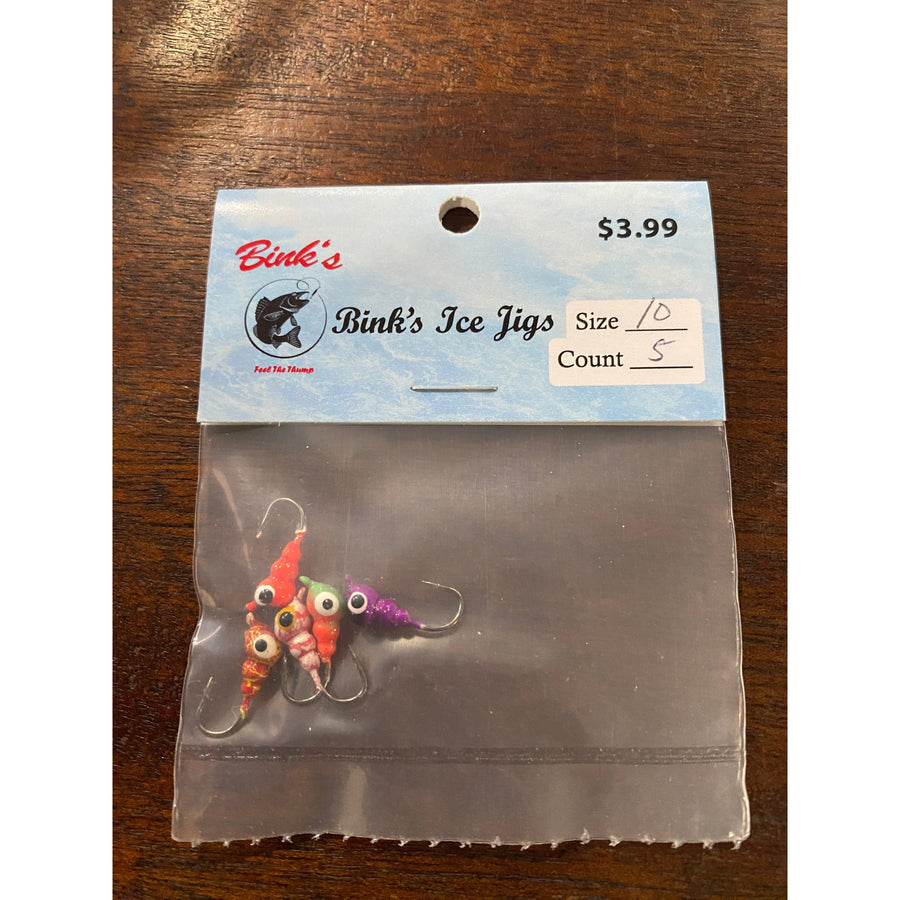 $3.99
Bink's
Bink's Ice Jigs
Size 10
Count 5
Feel The Thump